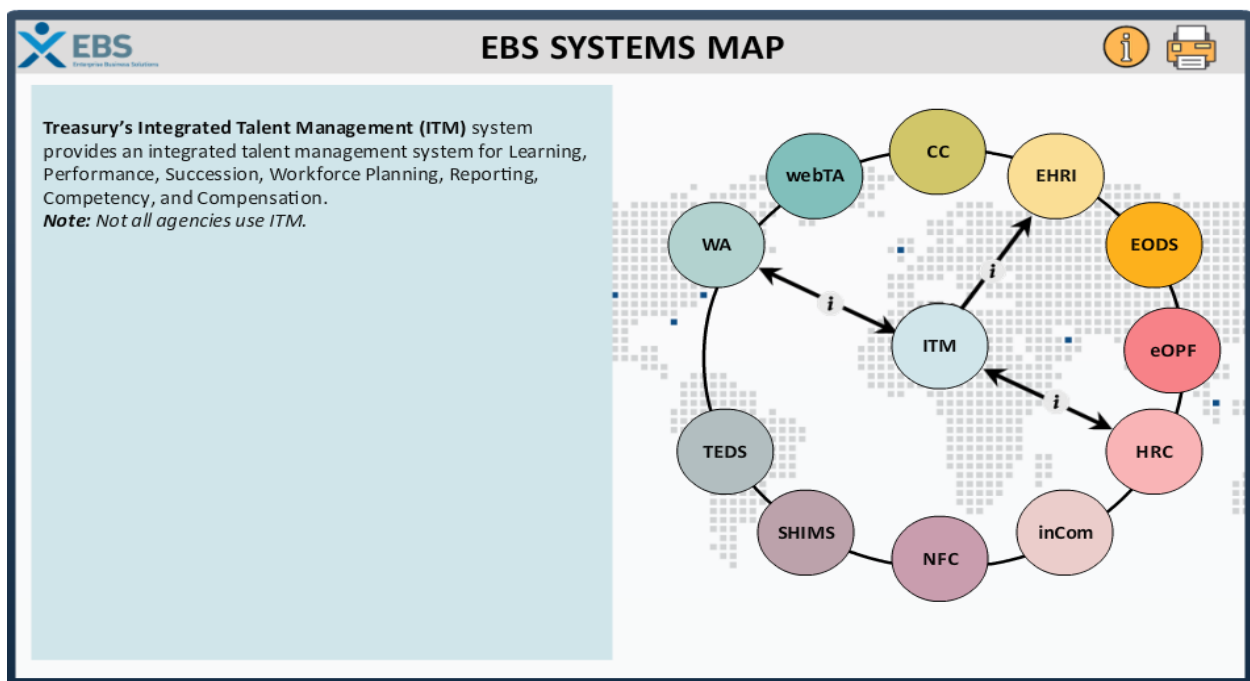 EBS
Enterprise Business Solutions
EBS SYSTEMS MAP
i
Treasury's Integrated Talent Management (ITM) system
provides an integrated talent management system for Learning,
Performance, Succession, Workforce Planning, Reporting,
Competency, and Compensation.
Note: Not all agencies use ITM.
CC
webTA
EHRI
WA
EODS
i
i
ITM
eOPF
i
TEDS
HRC
SHIMS
inCom
NFC